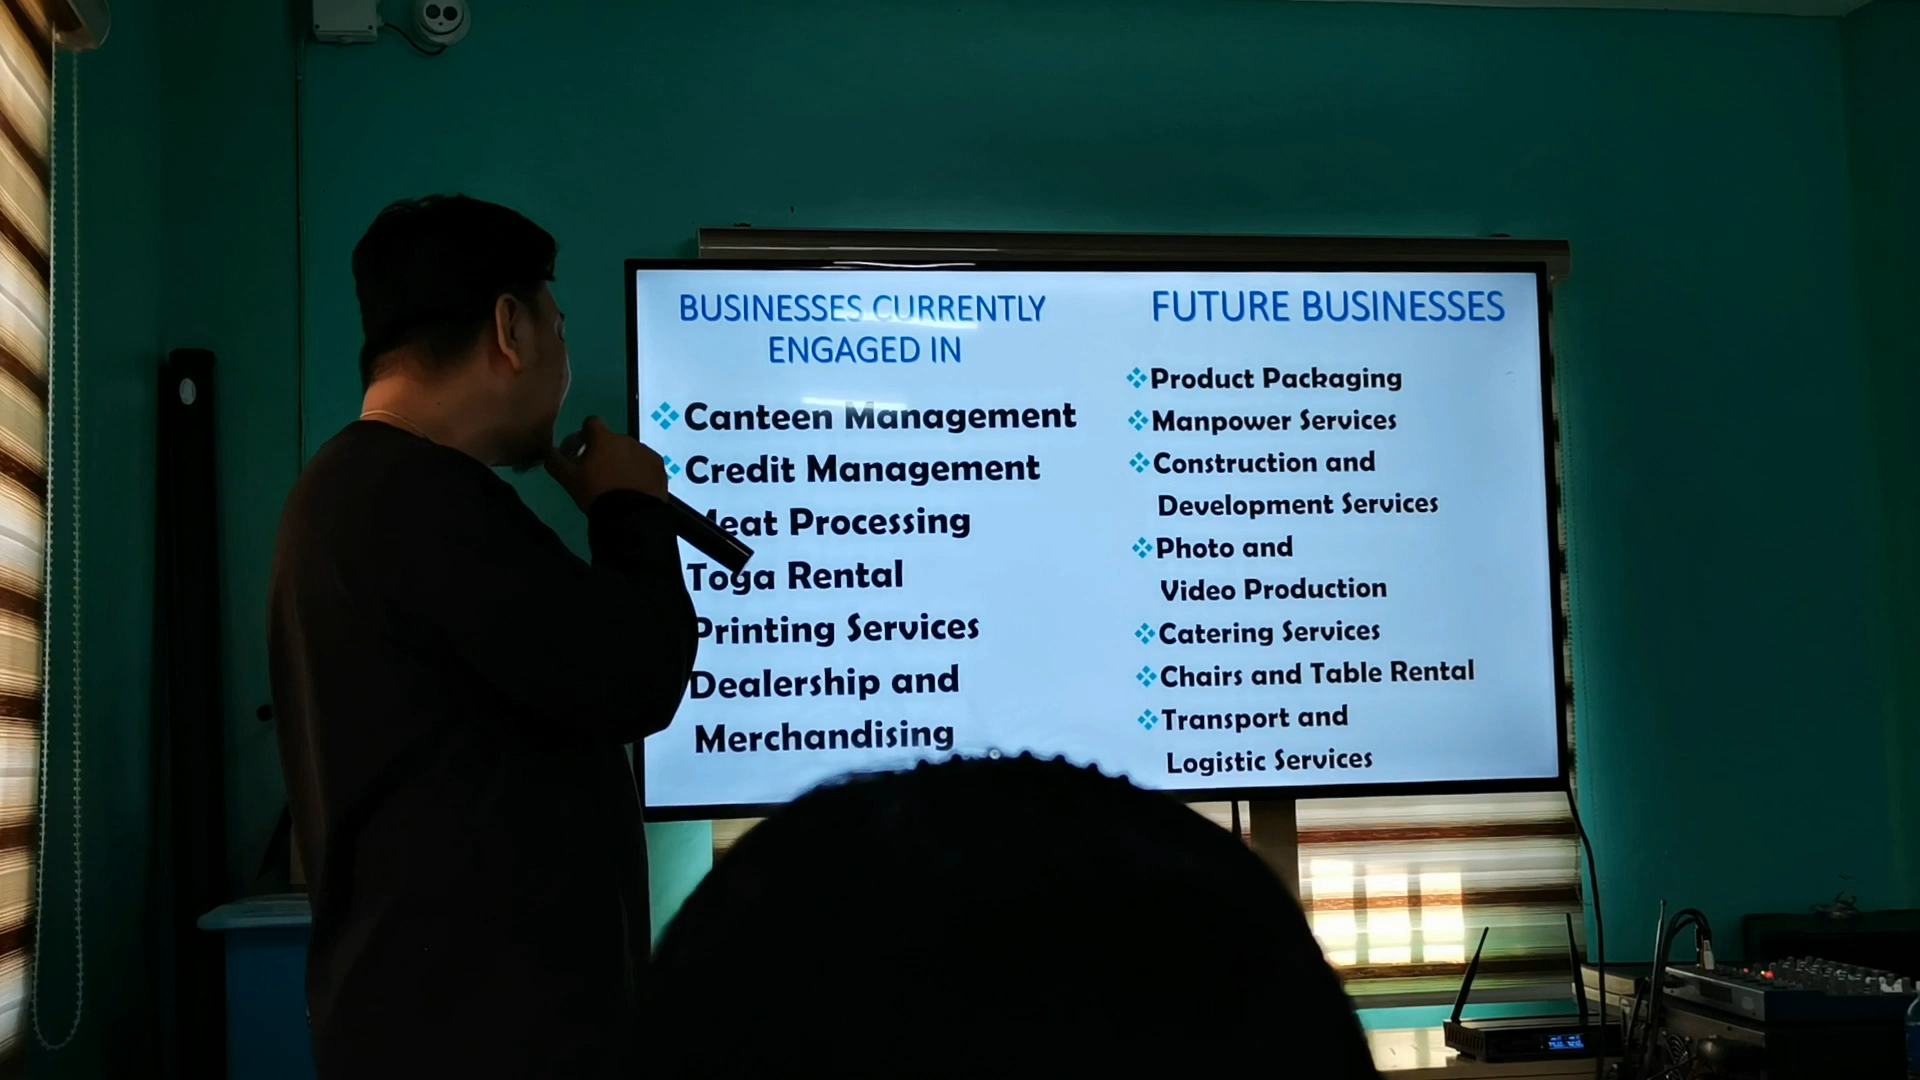 BUSINESSES CURRENTLY
ENGAGED IN
Canteen Management
Credit Management
Meat Processing
Toga Rental
Printing Services
Dealership and
Merchandising
FUTURE BUSINESSES
Product Packaging
Manpower Services
Construction and
Development Services
Photo and
Video Production
Catering Services
Chairs and Table Rental
Transport and
Logistic Services